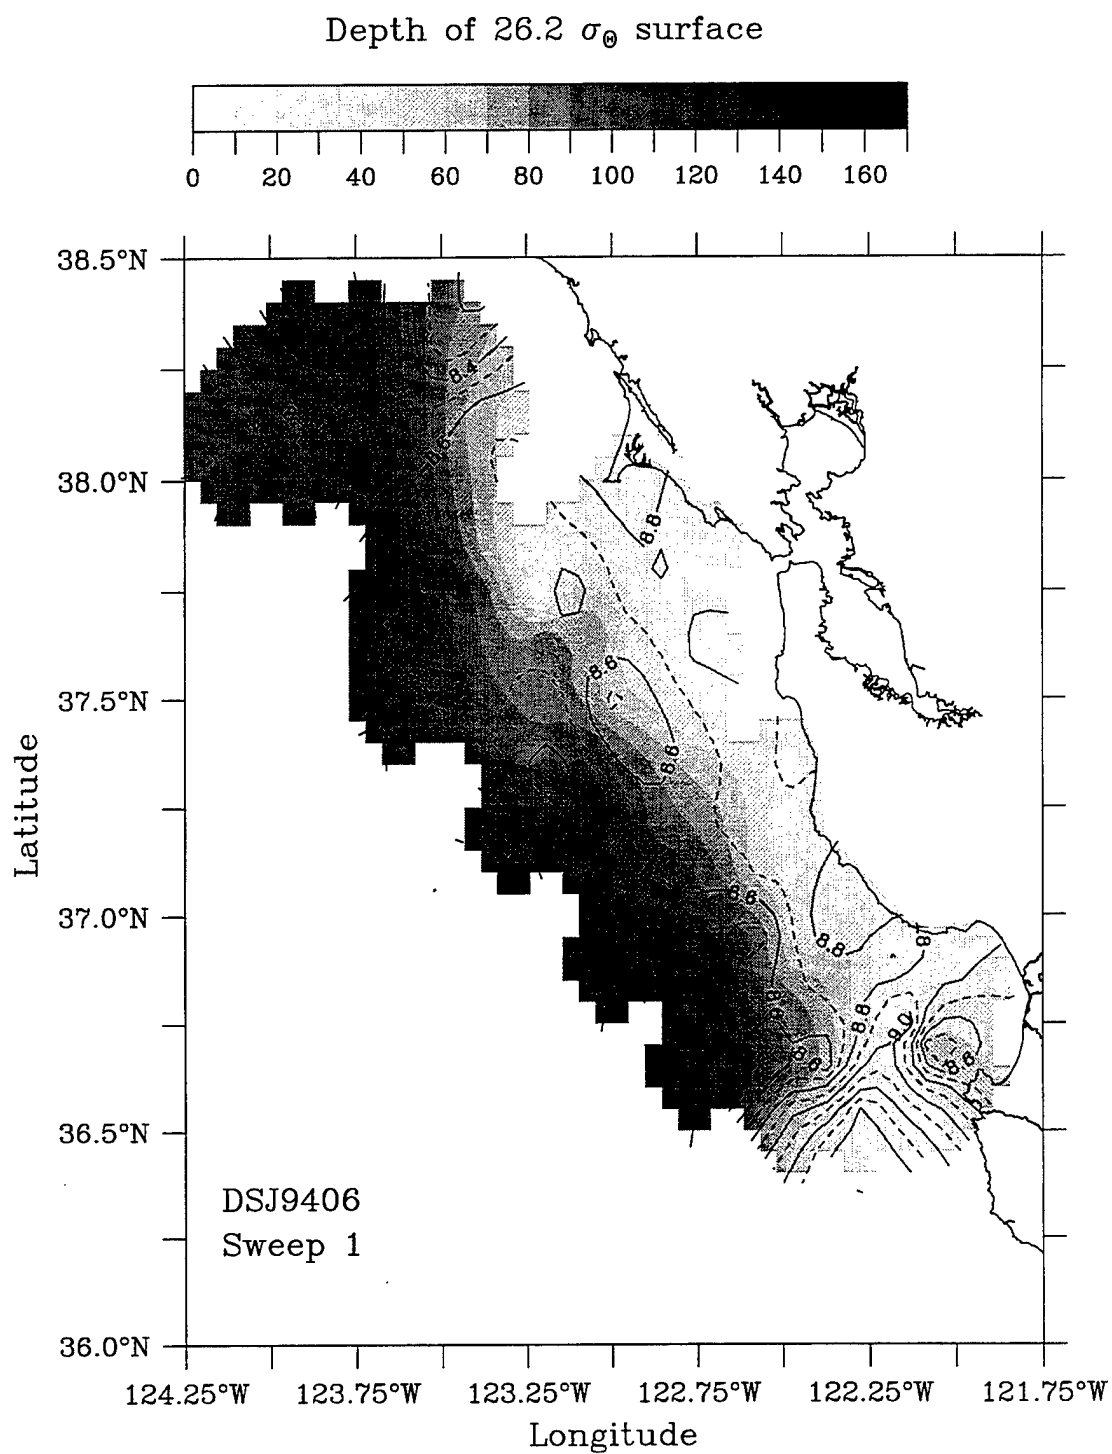 Depth of 26.2 σΘ surface
0 20 40 60 80 100 120 140 160
38.5°N
8.4
38.0°N
8.8
8.6
37.5°N
8.6
Latitude
8.8
37.0°N
8.8
8.8
9.0
8.6
36.5°N
DSJ9406
Sweep 1
36.0°N
124.25°W 123.75°W 123.25°W 122.75°W 122.25°W 121.75°W
Longitude